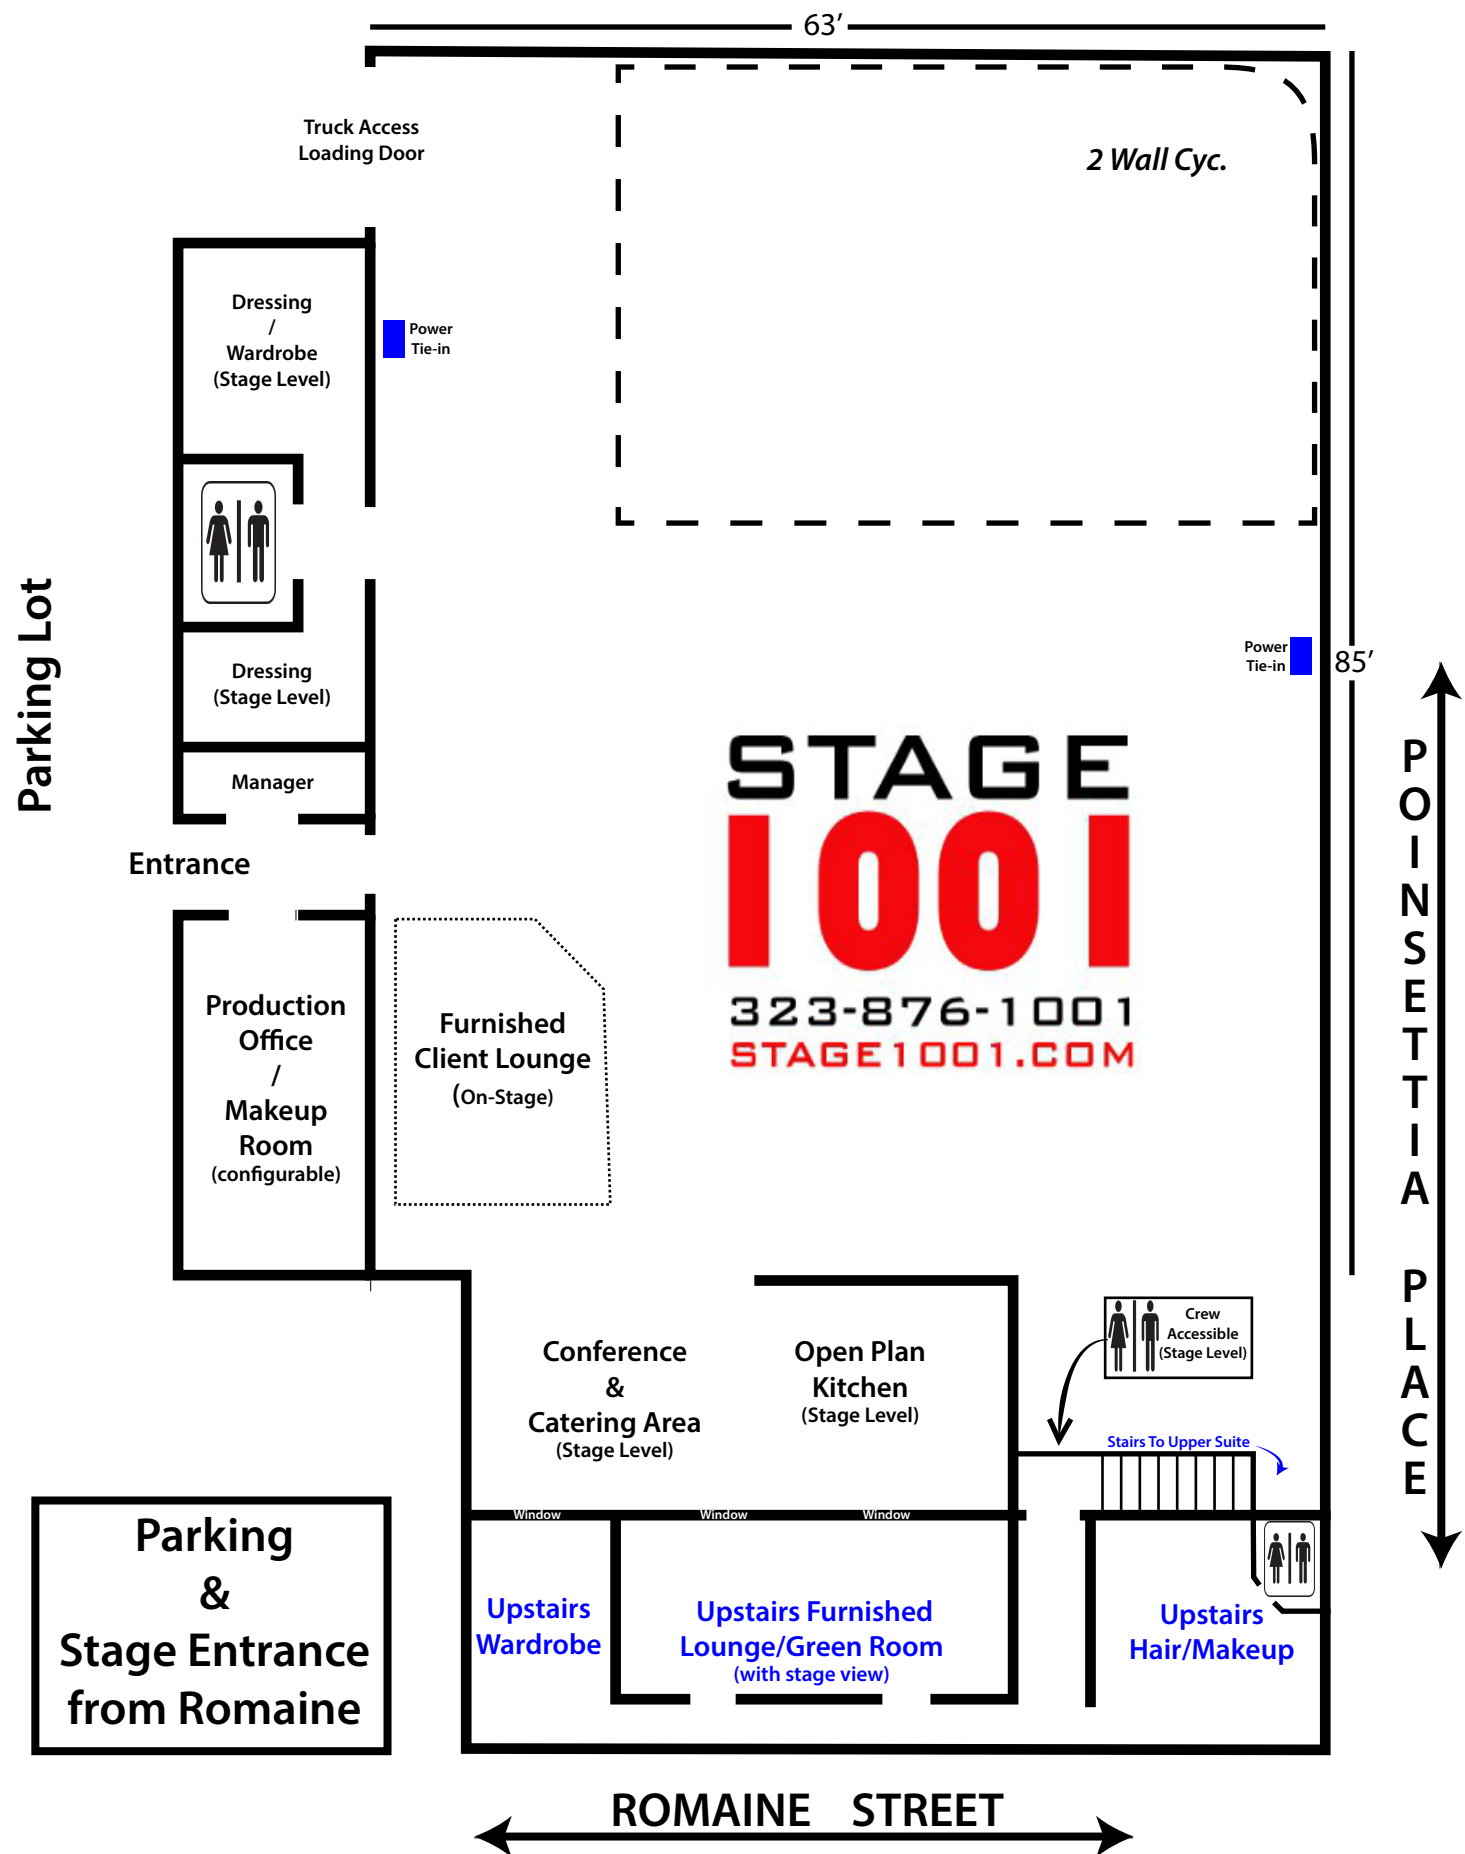 63’
Truck Access
Loading Door
2 Wall Cyc.
Dressing
/
Wardrobe
(Stage Level)
Power
Tie-in
Parking Lot
Dressing
(Stage Level)
Manager
Entrance
Power
Tie-in
85’
STAGE
1001
323-876-1001
STAGE1001.COM
POINSETTIA PLACE
Production
Office
/
Makeup
Room
(configurable)
Furnished
Client Lounge
(On-Stage)
Conference
&
Catering Area
(Stage Level)
Open Plan
Kitchen
(Stage Level)
Crew
Accessible
(Stage Level)
Stairs To Upper Suite
Window
Window
Window
Upstairs
Wardrobe
Upstairs Furnished
Lounge/Green Room
(with stage view)
Upstairs
Hair/Makeup
Parking
&
Stage Entrance
from Romaine
ROMAINE STREET